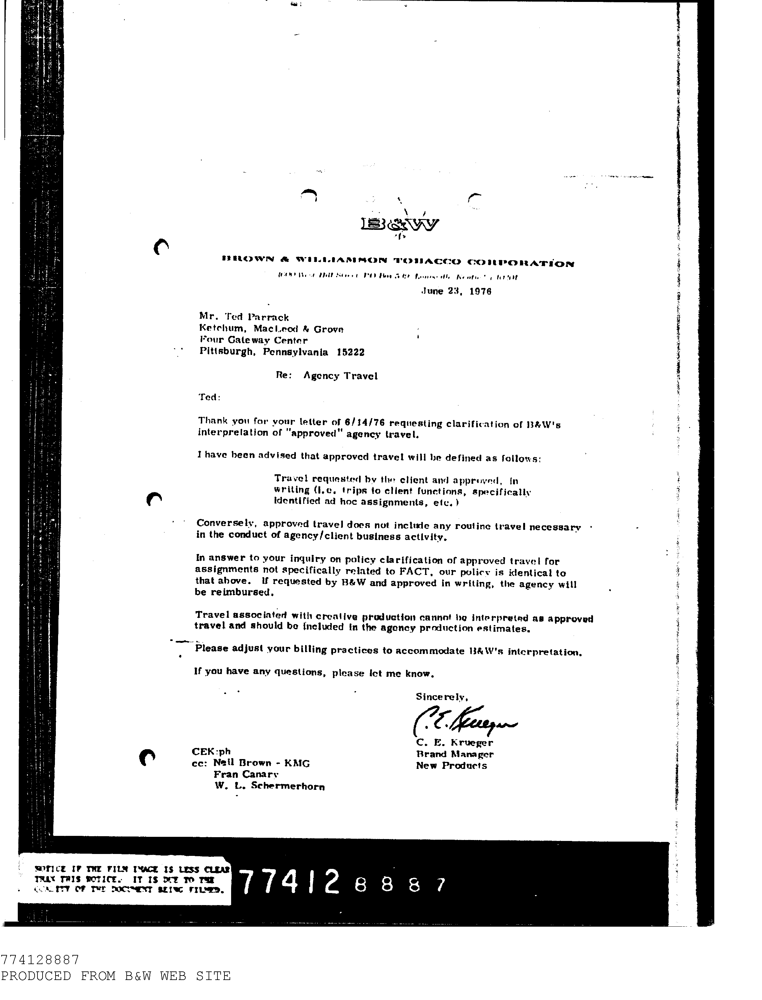 B&W
BROWN & WILLIAMSON TOBACCO CORPORATION
June 23, 1976
Mr. Ted Parrack
Ketchum, MacLeod & Grove
Four Gateway Center
Pittsburgh, Pennsylvania 15222
Re: Agency Travel
Ted:
Thank you for your letter of 6/14/76 requesting clarification of B&W's
interpretation of "approved" agency travel.
I have been advised that approved travel will be defined as follows:
Travel requested by the client and approved, in
writing (i.e. trips to client functions, specifically
identified ad hoc assignments, etc.)
Conversely, approved travel does not include any routine travel necessary
in the conduct of agency/client business activity.
In answer to your inquiry on policy clarification of approved travel for
assignments not specifically related to FACT, our policy is identical to
that above. If requested by B&W and approved in writing, the agency will
be reimbursed.
Travel associated with creative production cannot be interpreted as approved
travel and should be included in the agency production estimates.
Please adjust your billing practices to accommodate B&W's interpretation.
If you have any questions, please let me know.
Sincerely,
C. E. Krueger
C. E. Krueger
Brand Manager
New Products
CEK:ph
cc: Neil Brown - KMG
Fran Canary
W. L. Schermerhorn
NOTICE IF THE FILM IMAGE IS LESS CLEAR
THAN THIS NOTICE. IT IS DUE TO THE
QUALITY OF THE DOCUMENT BEING FILMED.
774128887
774128887
PRODUCED FROM B&W WEB SITE